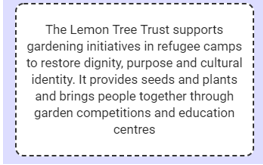 The Lemon Tree Trust supports
gardening initiatives in refugee camps
to restore dignity, purpose and cultural
identity. It provides seeds and plants
and brings people together through
garden competitions and education
centres